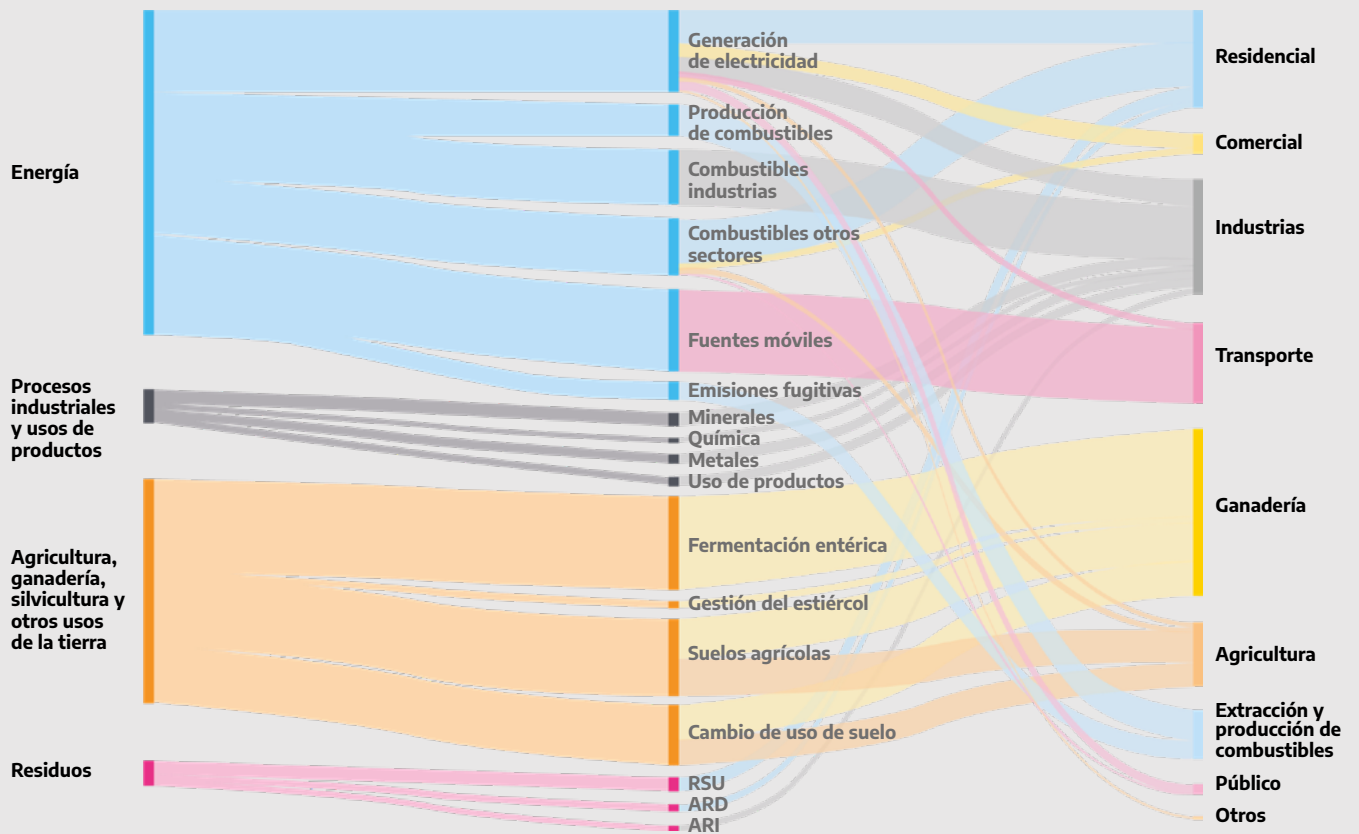 Energía
Procesos
industriales
y usos de
productos
Agricultura,
ganadería,
silvicultura y
otros usos
de la tierra
Residuos
Generación
de electricidad
Producción
de combustibles
Combustibles
industrias
Combustibles otros
sectores
Fuentes móviles
Emisiones fugitivas
Minerales
Química
Metales
Uso de productos
Fermentación entérica
Gestión del estiércol
Suelos agrícolas
Cambio de uso de suelo
RSU
ARD
ARI
Residencial
Comercial
Industrias
Transporte
Ganadería
Agricultura
Extracción y
producción de
combustibles
Público
Otros